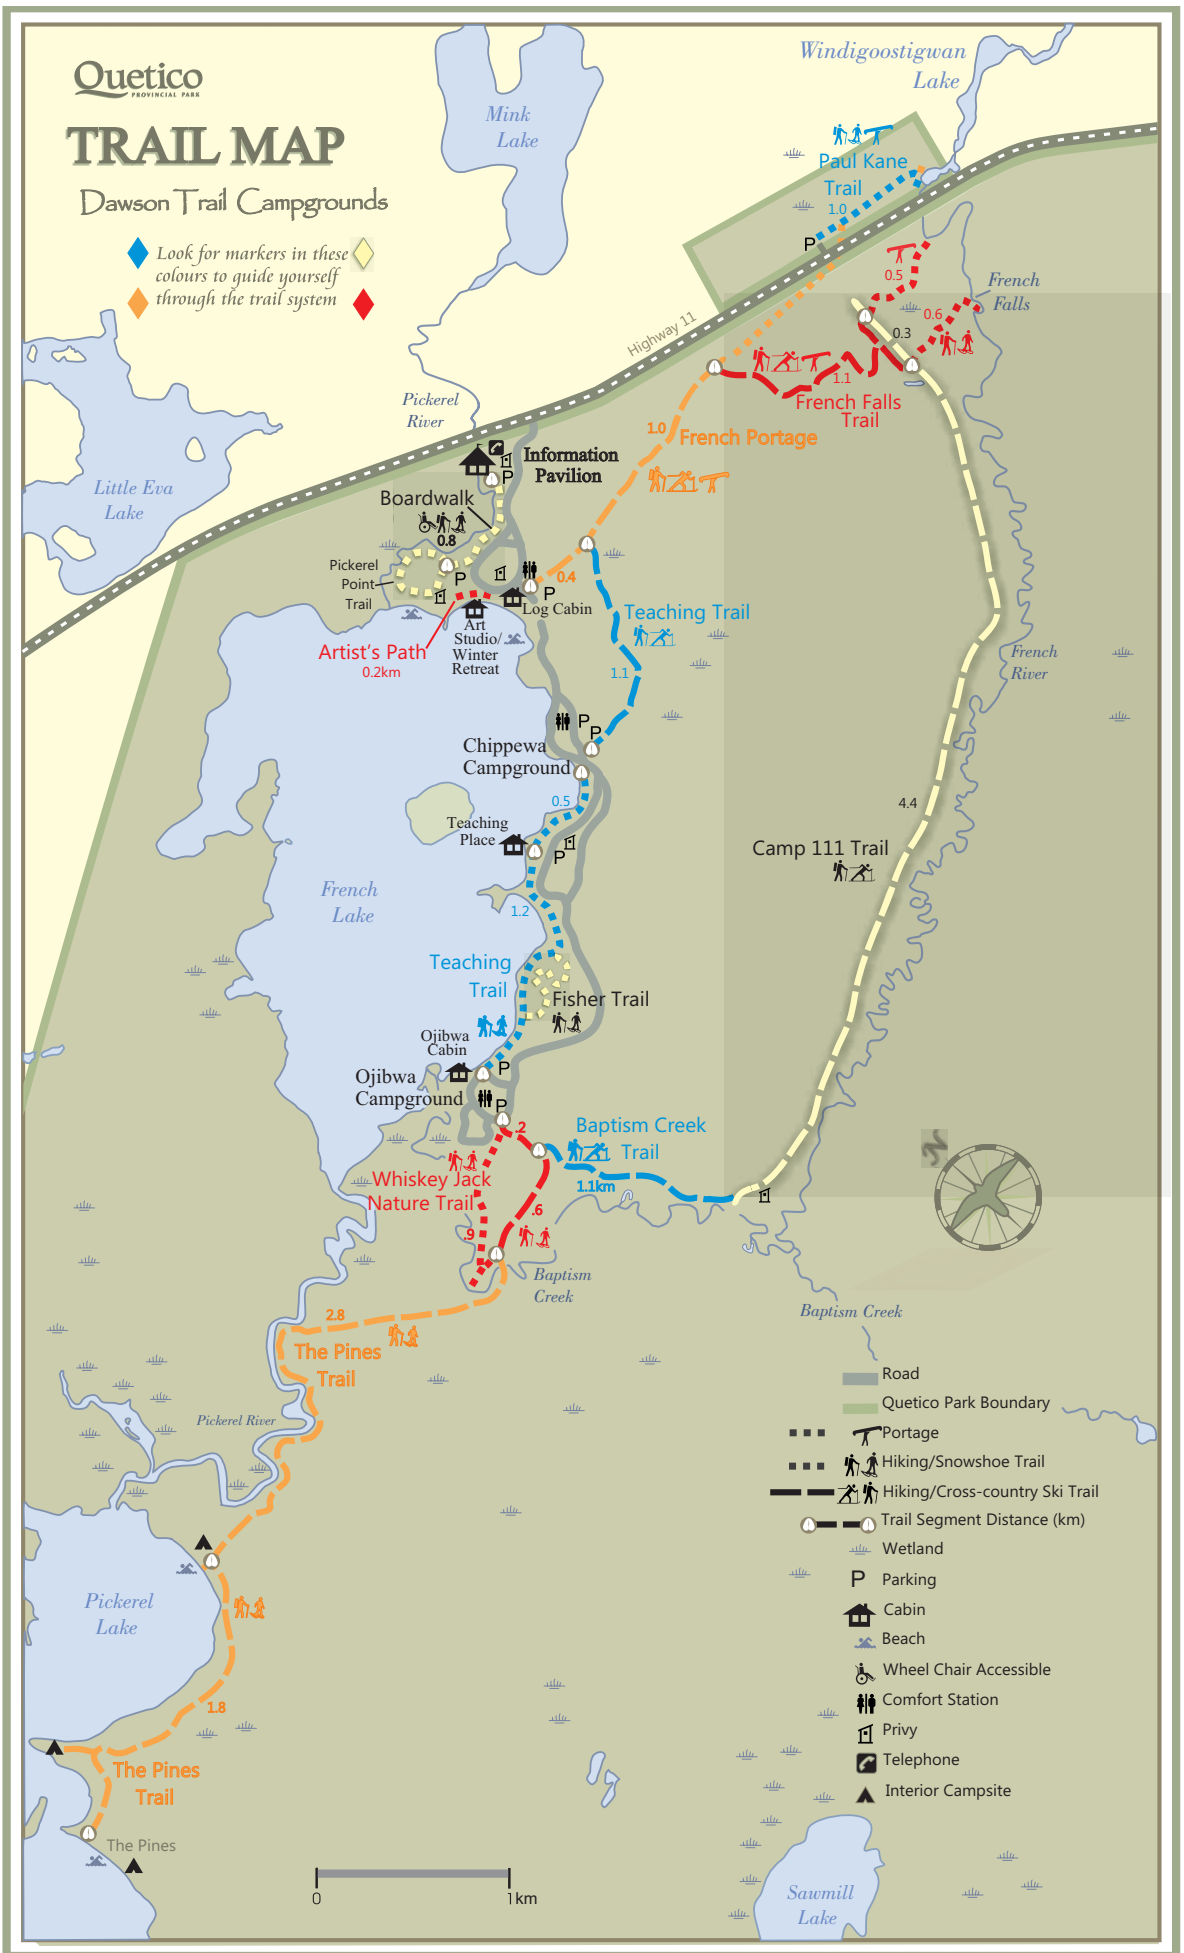 Quetico
PROVINCIAL PARK
TRAIL MAP
Dawson Trail Campgrounds
Look for markers in these
colours to guide yourself
through the trail system
Mink
Lake
Windigoostigwan
Lake
Paul Kane
Trail
1.0
P
0.5
French
Falls
0.6
0.3
Highway 11
1.1
French Falls
Trail
Pickerel
River
1.0
French Portage
Information
Pavilion
P
Boardwalk
0.8
Little Eva
Lake
Pickerel
Point
Trail
P
0.4
P
Log Cabin
Art
Studio/
Winter
Retreat
Artist's Path
0.2km
Teaching Trail
1.1
French
River
P
P
Chippewa
Campground
0.5
Teaching
Place
P
4.4
Camp 111 Trail
French
Lake
1.2
Teaching
Trail
Fisher Trail
Ojibwa
Cabin
P
Ojibwa
Campground
P
.2
Baptism Creek
Trail
1.1km
Whiskey Jack
Nature Trail
.6
.9
N
Baptism
Creek
Baptism Creek
2.8
The Pines
Trail
Pickerel River
Road
Quetico Park Boundary
Portage
Hiking/Snowshoe Trail
Hiking/Cross-country Ski Trail
Trail Segment Distance (km)
Wetland
P Parking
Cabin
Beach
Wheel Chair Accessible
Comfort Station
Privy
Telephone
Interior Campsite
Pickerel
Lake
1.8
The Pines
Trail
The Pines
0 1km
Sawmill
Lake